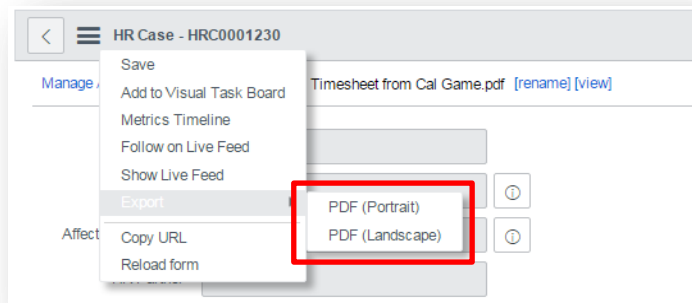 HR Case - HRC0001230
Manage Timesheet from Cal Game.pdf [rename] [view]
Save
Add to Visual Task Board
Metrics Timeline
Follow on Live Feed
Show Live Feed
Export
PDF (Portrait)
PDF (Landscape)
Affect
Copy URL
Reload form